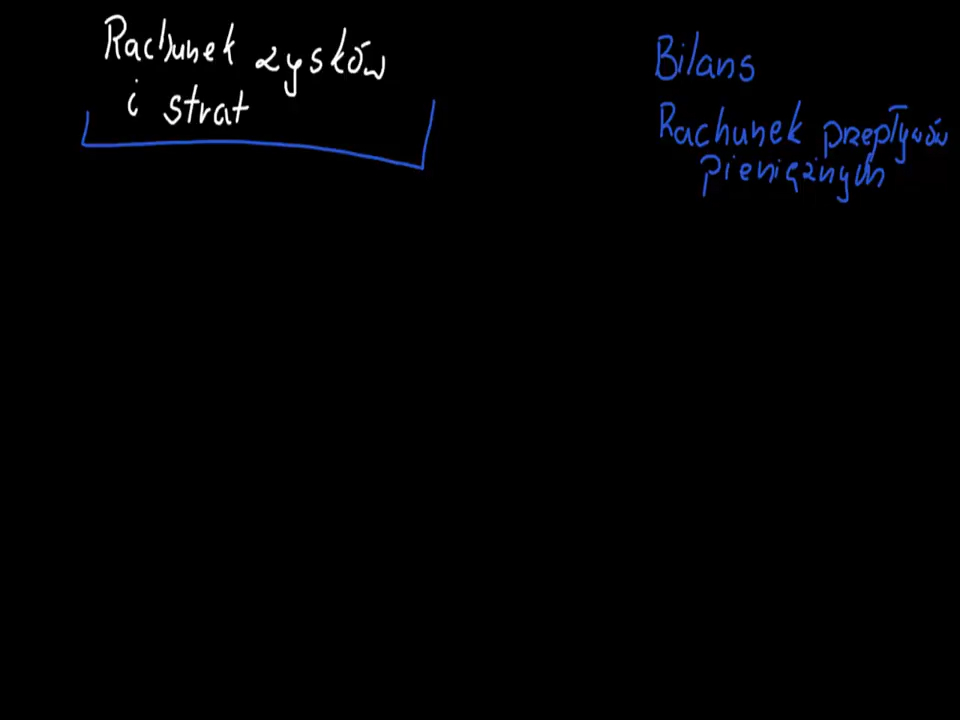 Rachunek zysków
i strat
Bilans
Rachunek przepływów
pieniężnych